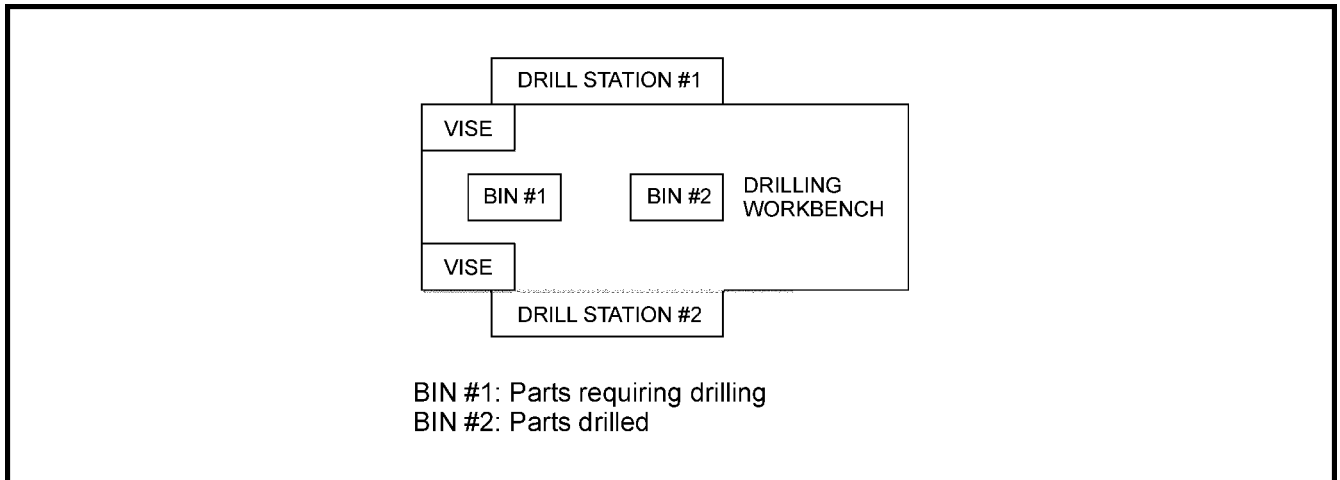 DRILL STATION #1
VISE
BIN #1
BIN #2
DRILLING
WORKBENCH
VISE
DRILL STATION #2
BIN #1: Parts requiring drilling
BIN #2: Parts drilled